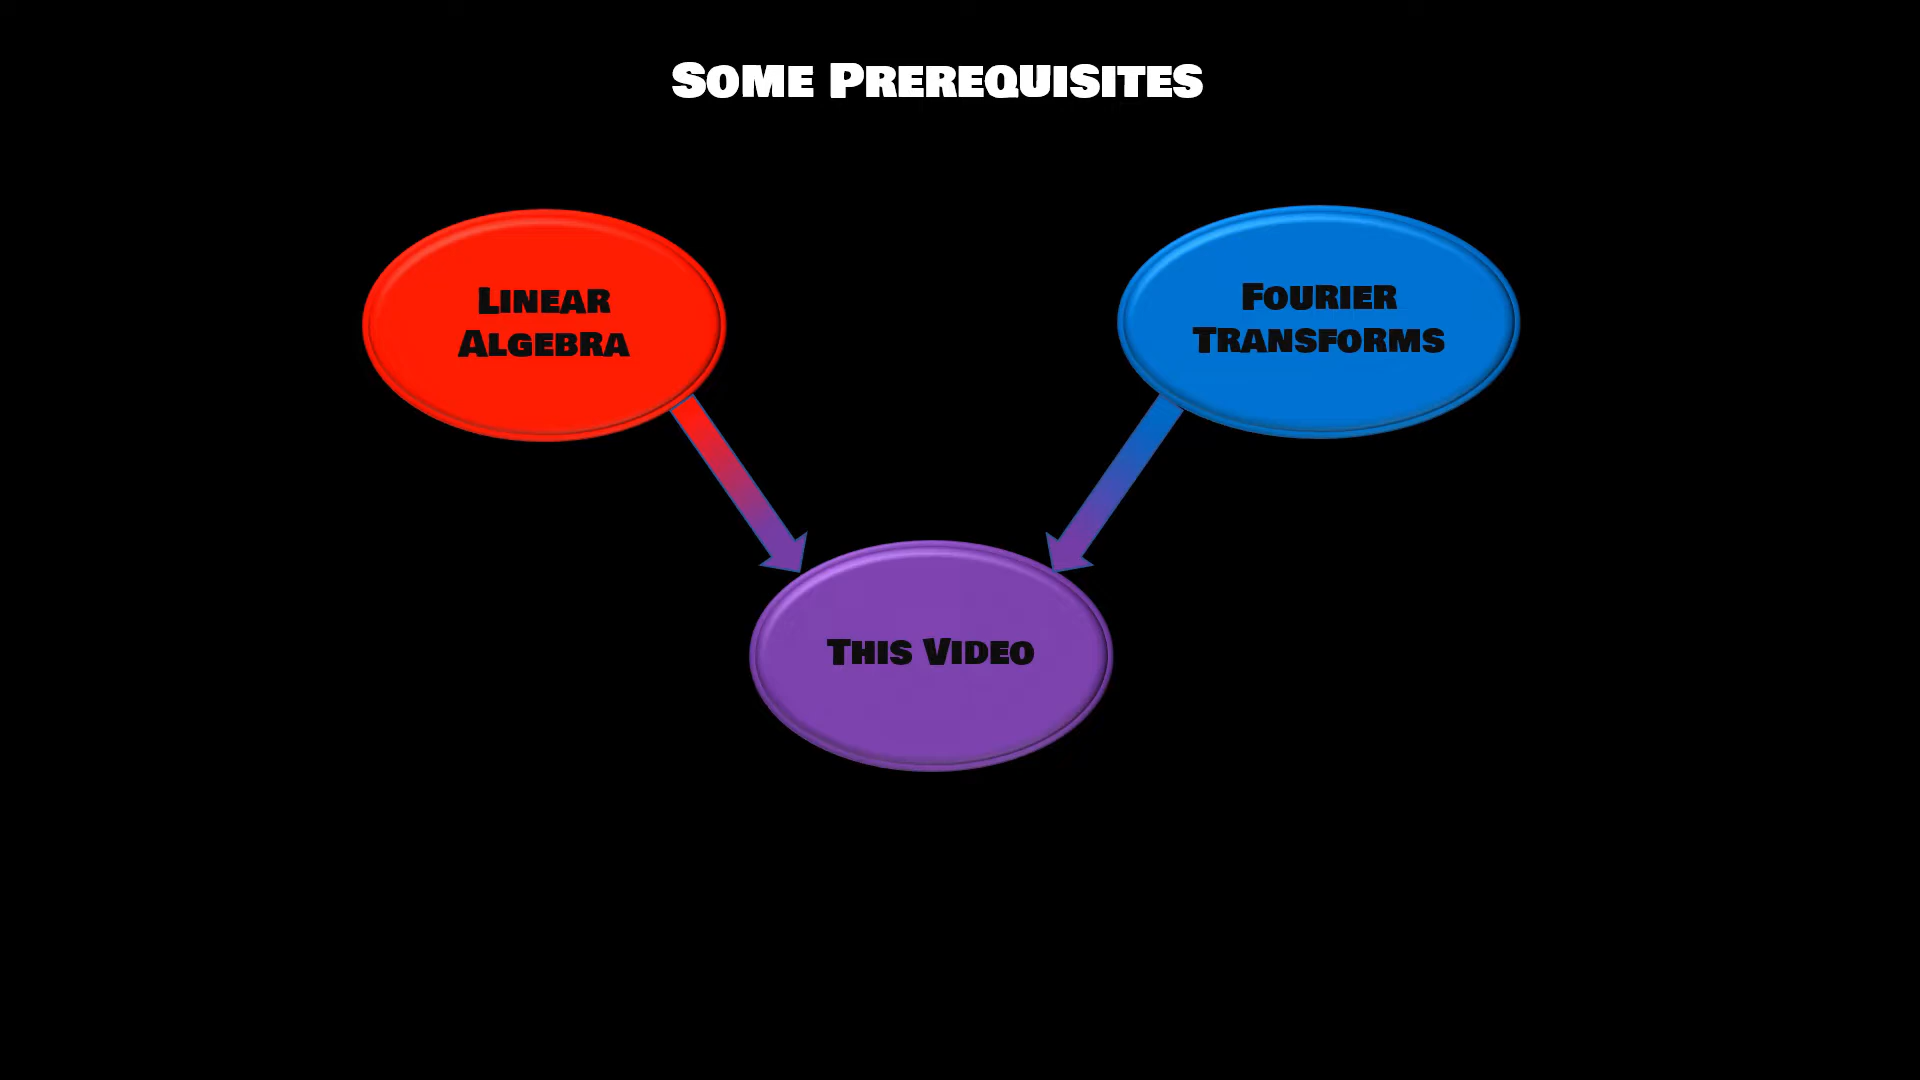 Some Prerequisites
Linear
Algebra
Fourier
Transforms
This Video